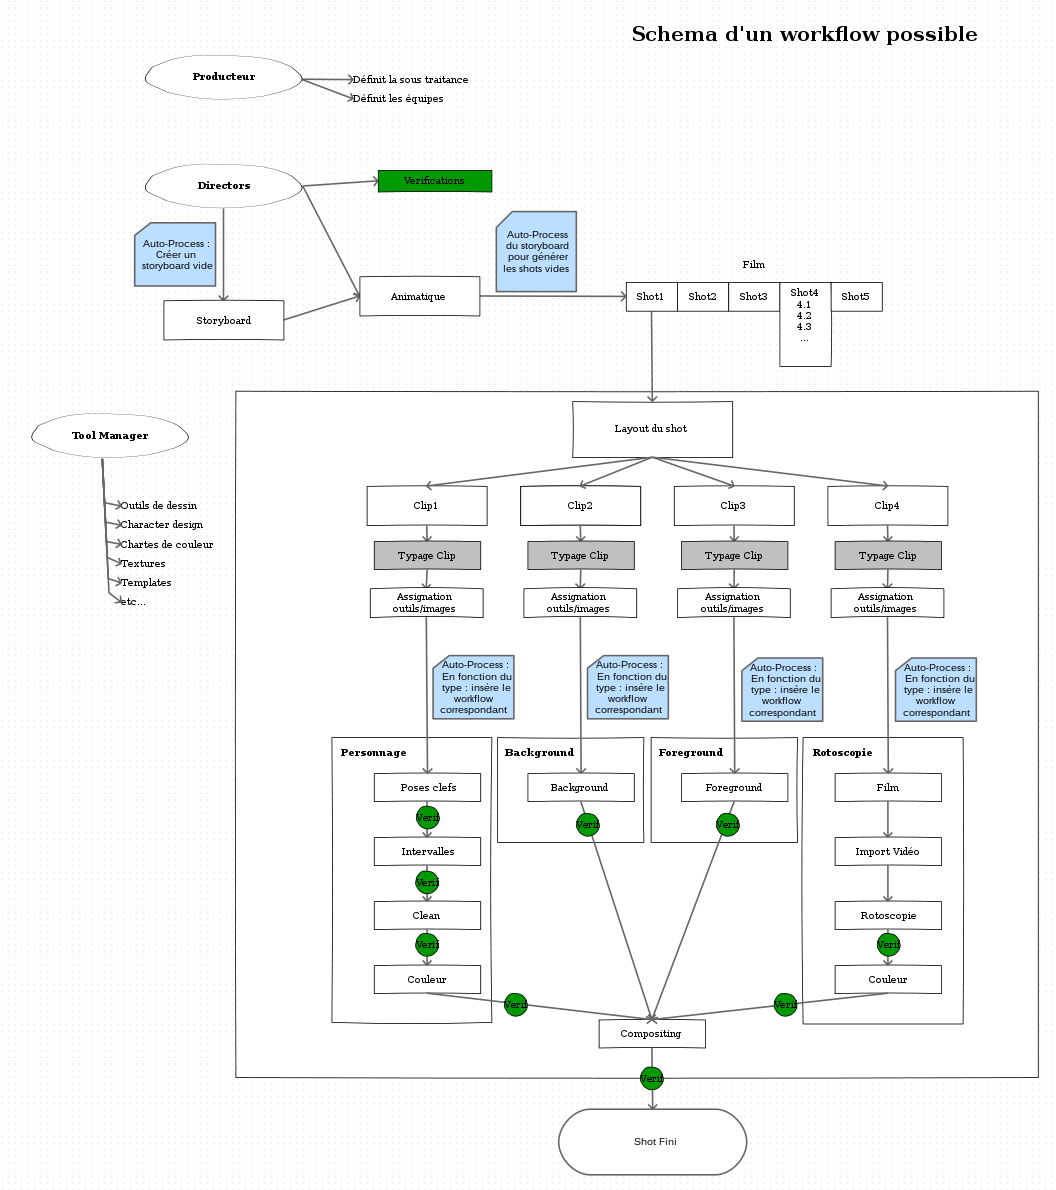 Schema d'un workflow possible
Producteur
Définit la sous traitance
Définit les équipes
Directors
Verifications
Auto-Process :
Créer un
storyboard vide
Auto-Process
du storyboard
pour générer
les shots vides
Storyboard
Animatique
Film
Shot1
Shot2
Shot3
Shot4
4.1
4.2
4.3
...
Shot5
Tool Manager
Outils de dessin
Character design
Chartes de couleur
Textures
Templates
etc...
Layout du shot
Clip1
Clip2
Clip3
Clip4
Typage Clip
Typage Clip
Typage Clip
Typage Clip
Assignation
outils/images
Assignation
outils/images
Assignation
outils/images
Assignation
outils/images
Auto-Process :
En fonction du
type : insère le
workflow
correspondant
Auto-Process :
En fonction du
type : insère le
workflow
correspondant
Auto-Process :
En fonction du
type : insère le
workflow
correspondant
Auto-Process :
En fonction du
type : insère le
workflow
correspondant
Personnage
Poses clefs
Verif
Intervalles
Verif
Clean
Verif
Couleur
Verif
Background
Background
Verif
Foreground
Foreground
Verif
Rotoscopie
Film
Import Vidéo
Rotoscopie
Verif
Couleur
Verif
Compositing
Verif
Shot Fini